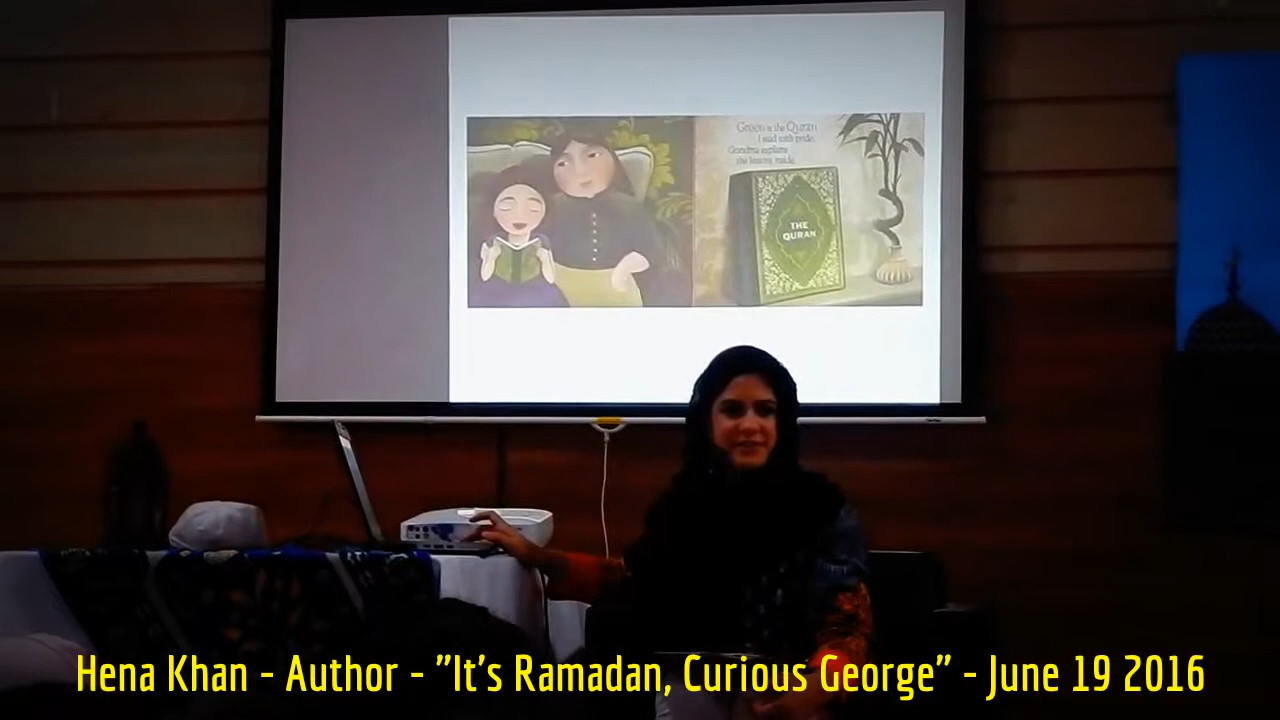 Green is the Quran
I read with pride.
Grandma explains
the lessons inside.
THE
QURAN
Hena Khan - Author - "It's Ramadan, Curious George" - June 19 2016